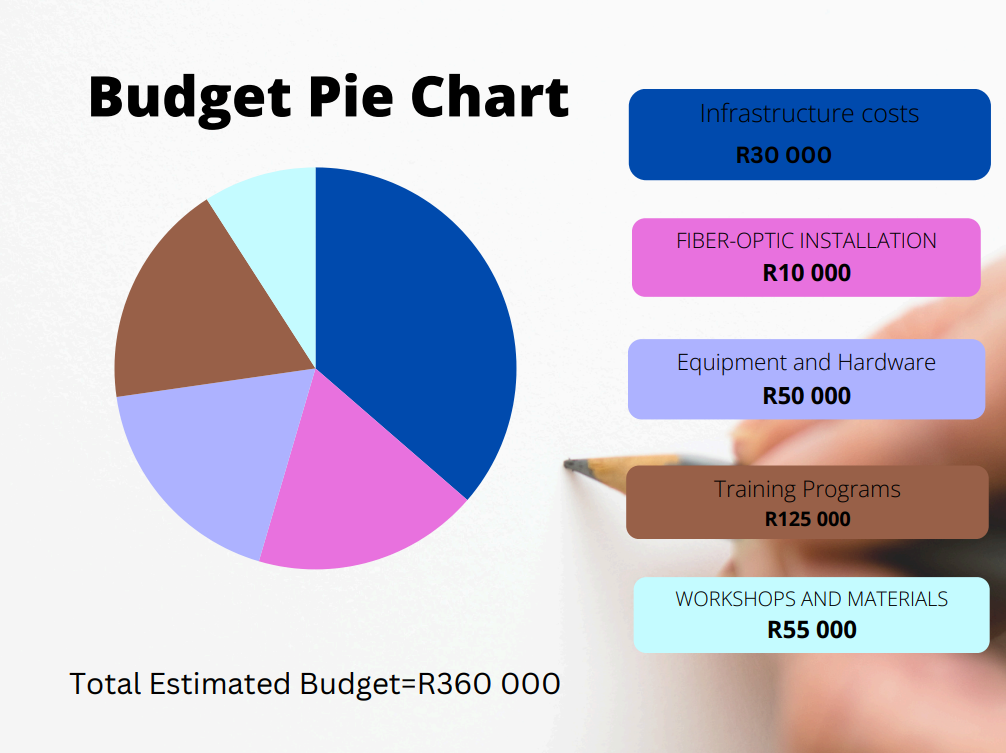 Budget Pie Chart
Infrastructure costs
R30 000
FIBER-OPTIC INSTALLATION
R10 000
Equipment and Hardware
R50 000
Training Programs
R125 000
WORKSHOPS AND MATERIALS
R55 000
Total Estimated Budget=R360 000